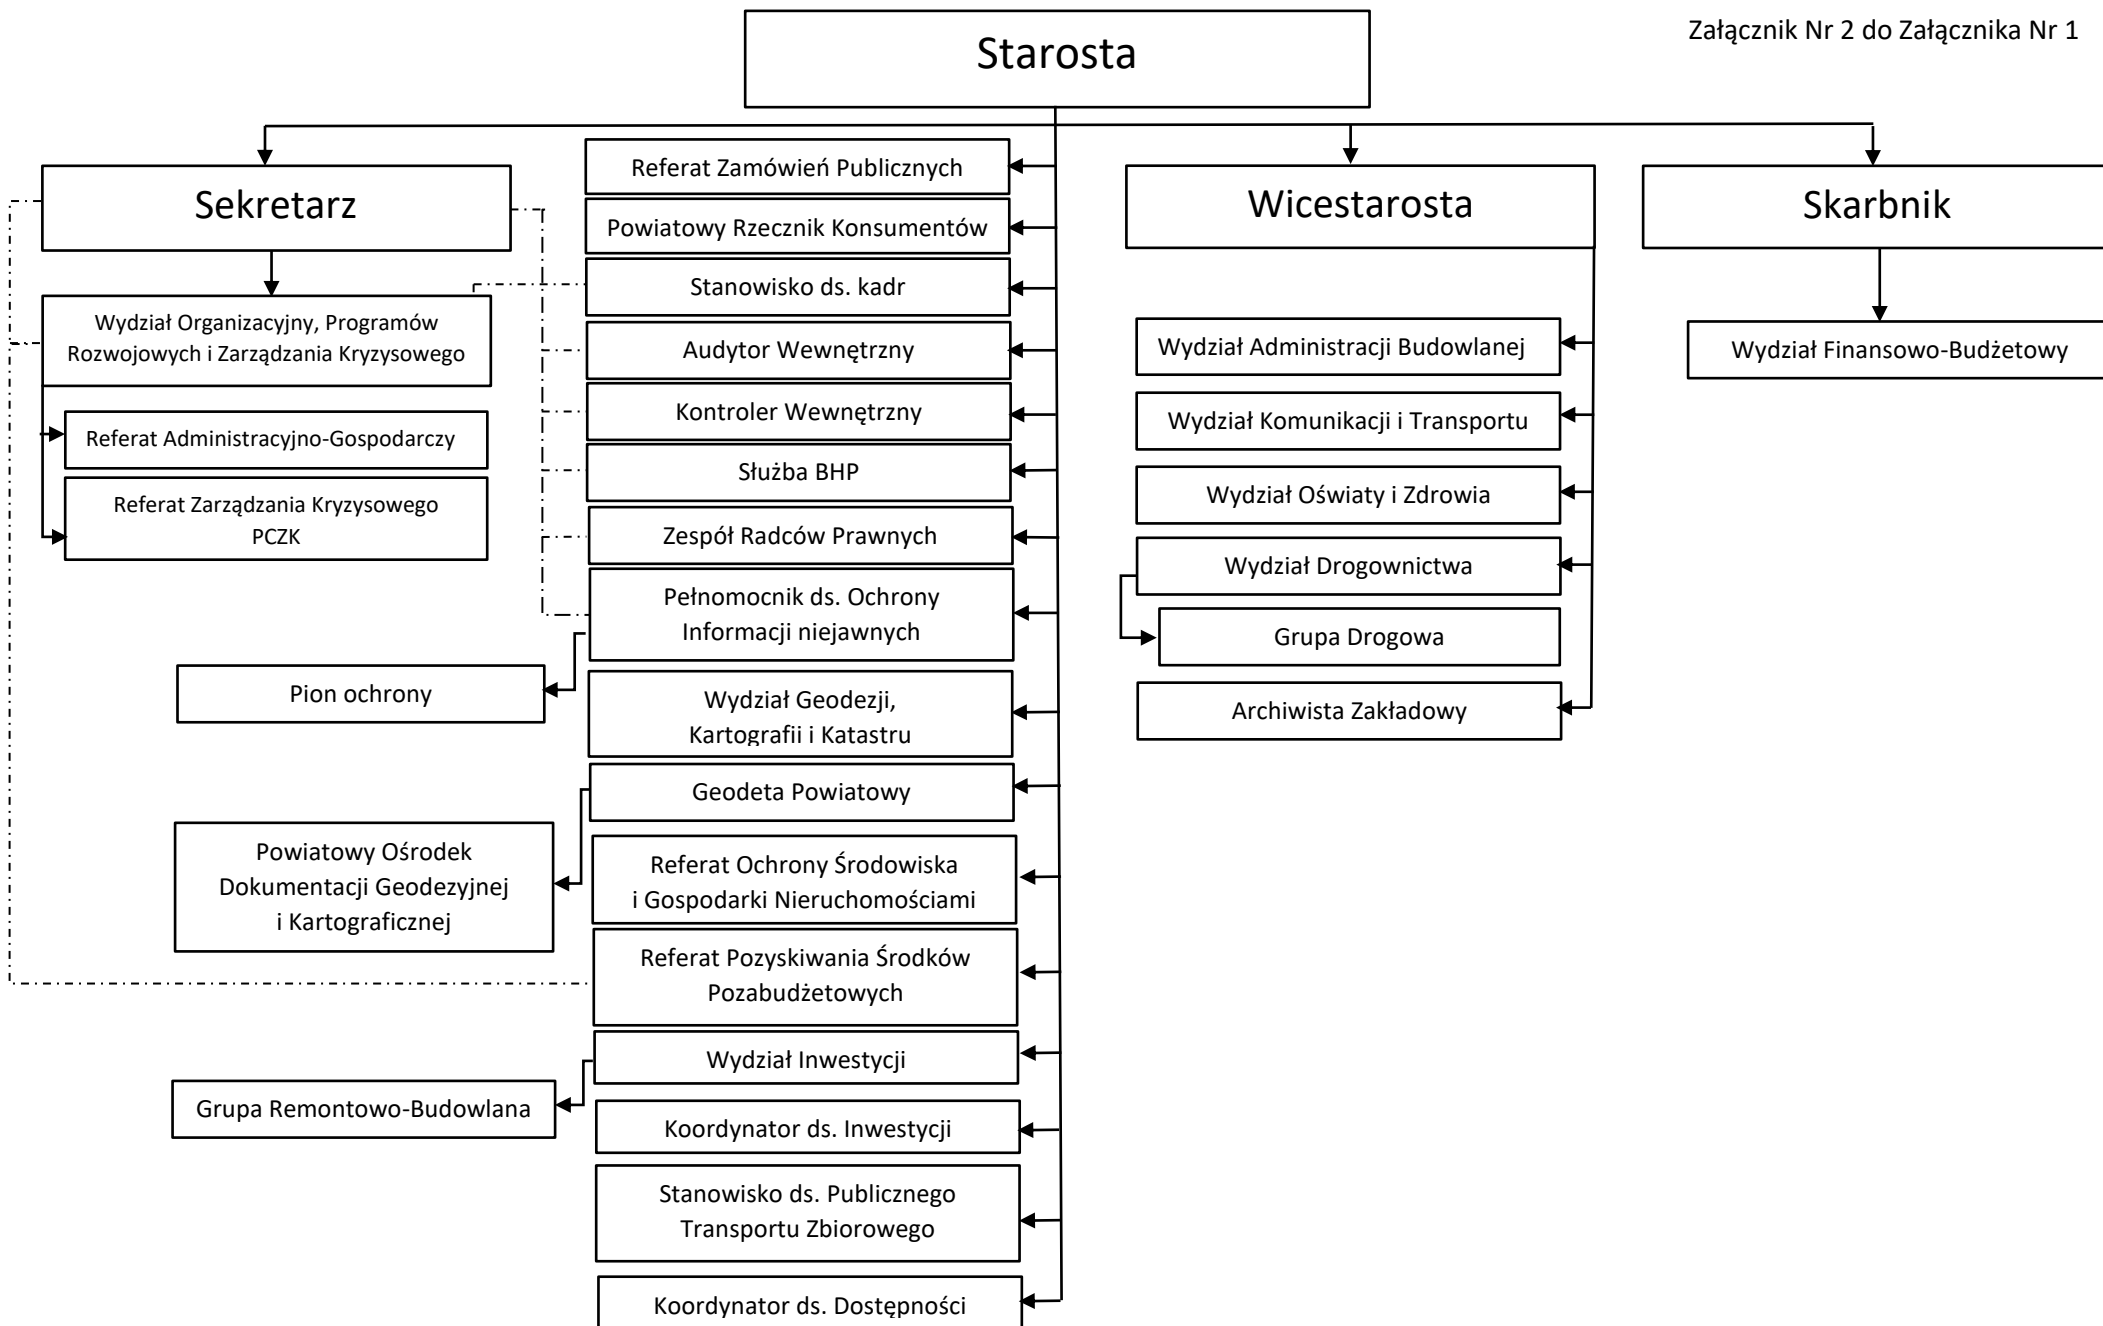 Załącznik Nr 2 do Załącznika Nr 1
Starosta
Sekretarz
Wydział Organizacyjny, Programów
Rozwojowych i Zarządzania Kryzysowego
Referat Administracyjno-Gospodarczy
Referat Zarządzania Kryzysowego
PCZK
Referat Zamówień Publicznych
Powiatowy Rzecznik Konsumentów
Stanowisko ds. kadr
Audytor Wewnętrzny
Kontroler Wewnętrzny
Służba BHP
Zespół Radców Prawnych
Pełnomocnik ds. Ochrony
Informacji niejawnych
Pion ochrony
Wydział Geodezji,
Kartografii i Katastru
Geodeta Powiatowy
Powiatowy Ośrodek
Dokumentacji Geodezyjnej
i Kartograficznej
Referat Ochrony Środowiska
i Gospodarki Nieruchomościami
Referat Pozyskiwania Środków
Pozabudżetowych
Wydział Inwestycji
Grupa Remontowo-Budowlana
Koordynator ds. Inwestycji
Stanowisko ds. Publicznego
Transportu Zbiorowego
Koordynator ds. Dostępności
Wicestarosta
Wydział Administracji Budowlanej
Wydział Komunikacji i Transportu
Wydział Oświaty i Zdrowia
Wydział Drogownictwa
Grupa Drogowa
Archiwista Zakładowy
Skarbnik
Wydział Finansowo-Budżetowy